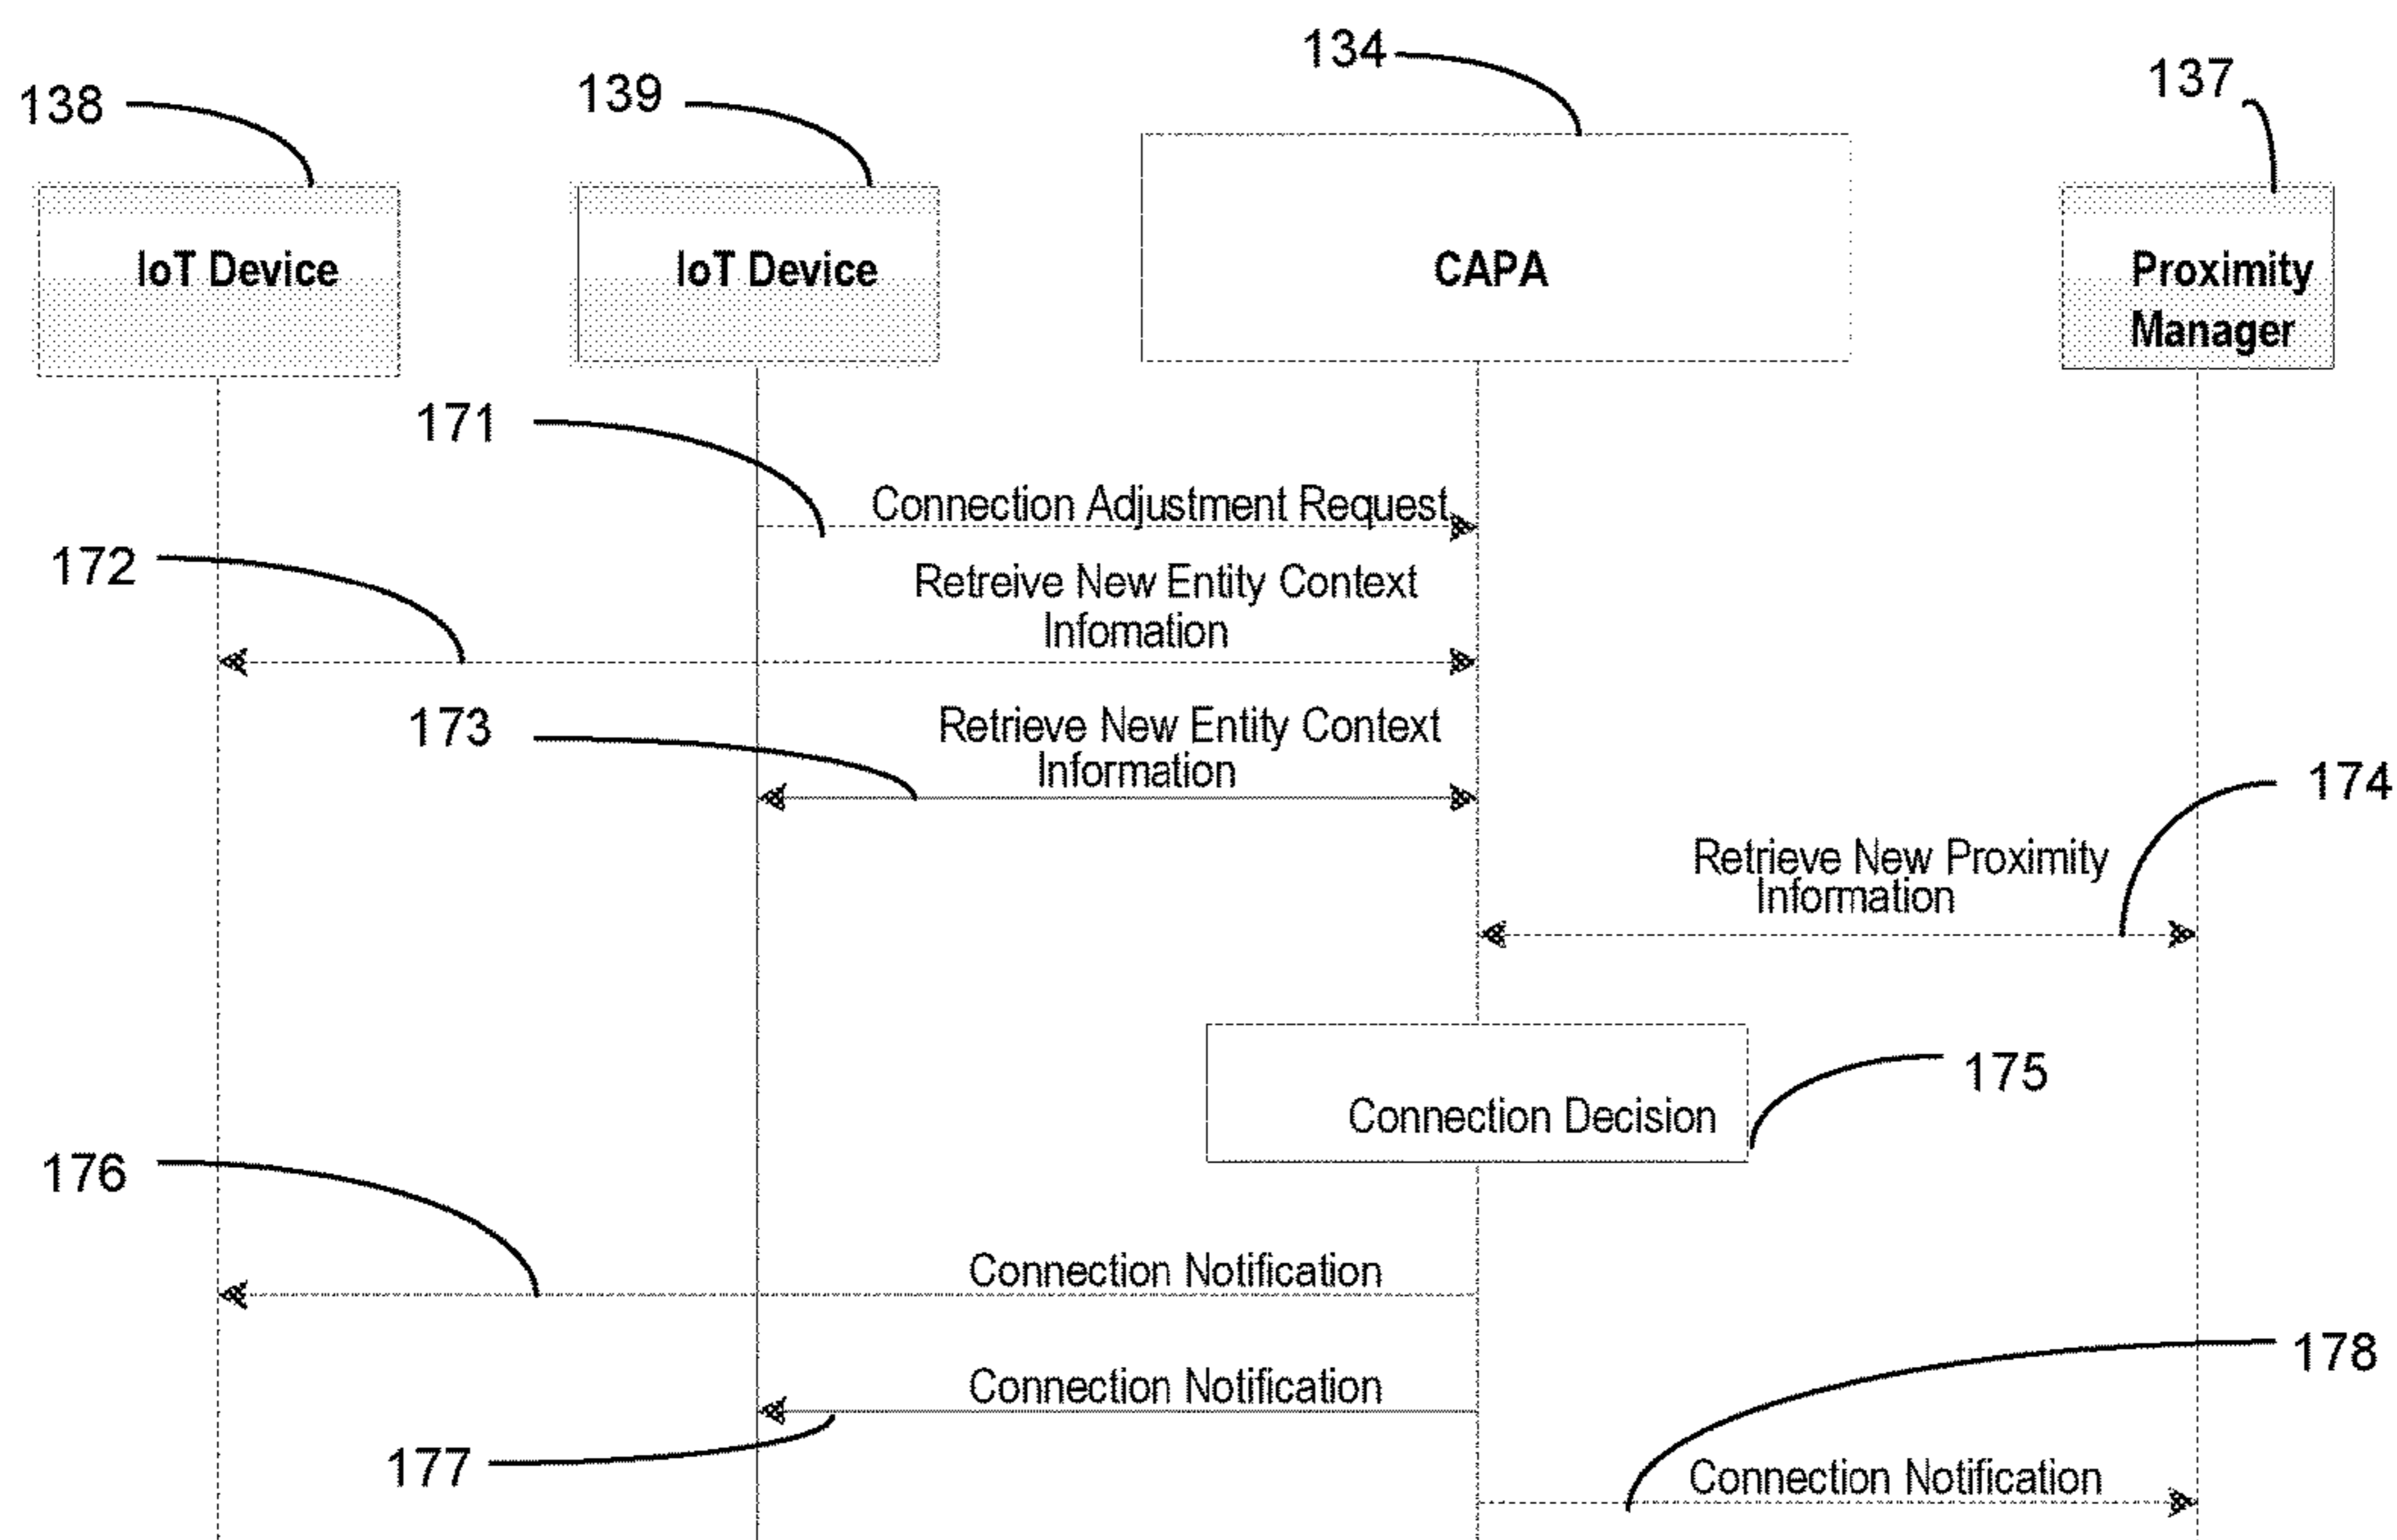 134
137
138
139
IoT Device
IoT Device
CAPA
Proximity
Manager
171
Connection Adjustment Request
172
Retreive New Entity Context
Infomation
173
Retrieve New Entity Context
Information
174
Retrieve New Proximity
Information
175
Connection Decision
176
Connection Notification
178
Connection Notification
177
Connection Notification